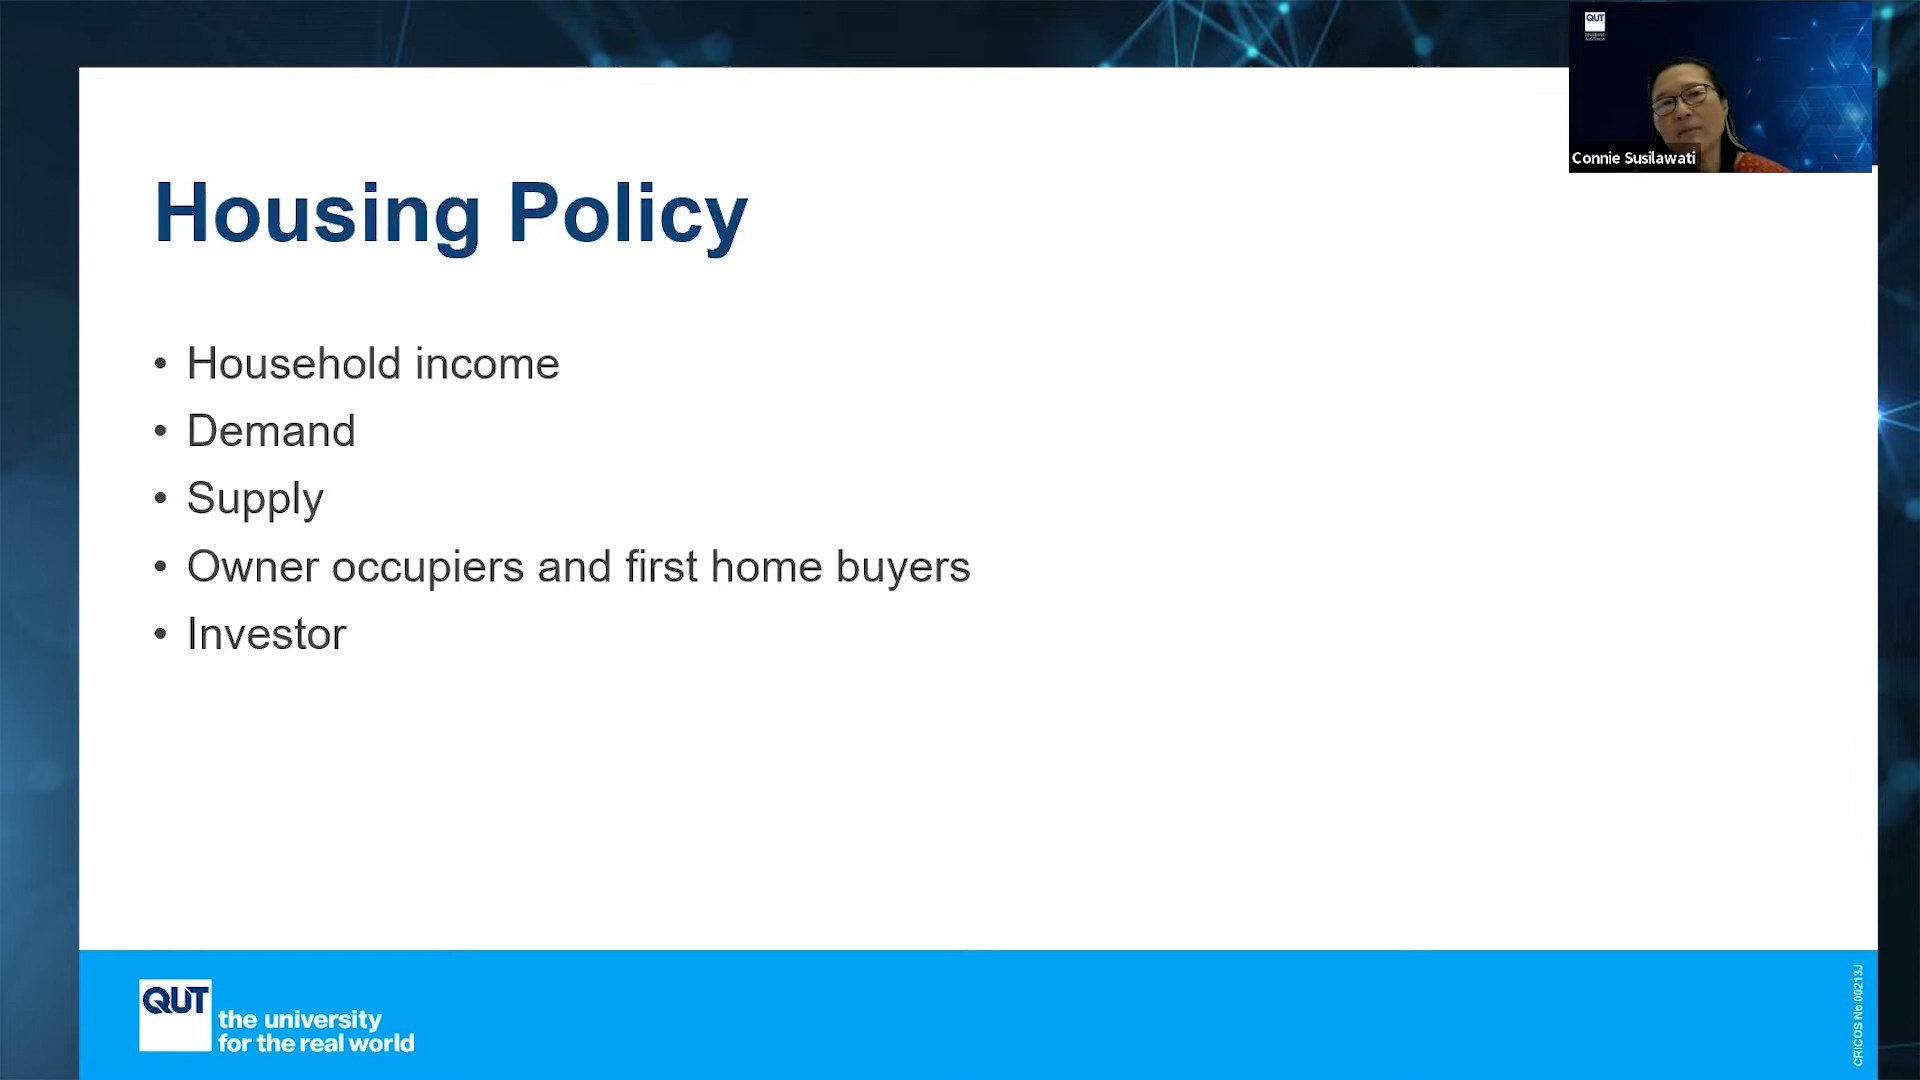 QUT
Connie Susilawati
Housing Policy
• Household income
• Demand
• Supply
• Owner occupiers and first home buyers
• Investor
QUT
the university
for the real world
CRICOS No.00213J